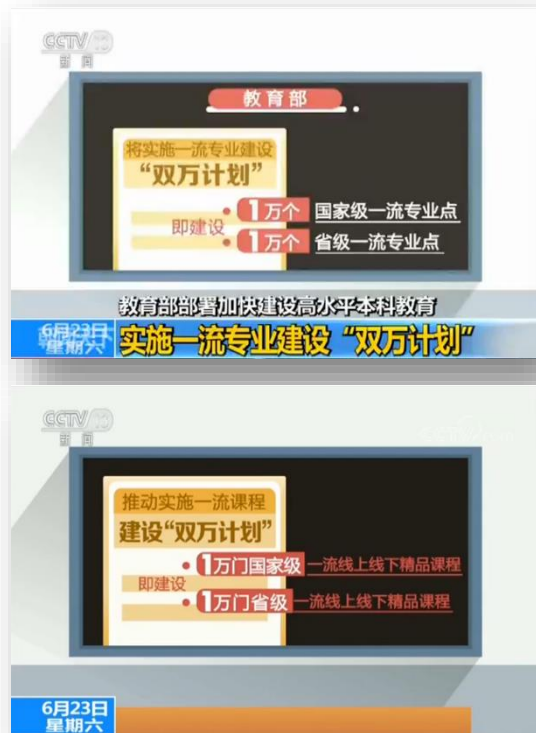 CCTV 13
新闻
教育部
将实施一流专业建设
“双万计划”
即建设
1万个 国家级一流专业点
1万个 省级一流专业点
教育部部署加快建设高水平本科教育
6月23日
星期六
实施一流专业建设“双万计划”
CCTV 13
新闻
推动实施一流课程
建设“双万计划”
即建设
1万门国家级 一流线上线下精品课程
1万门省级 一流线上线下精品课程
6月23日
星期六